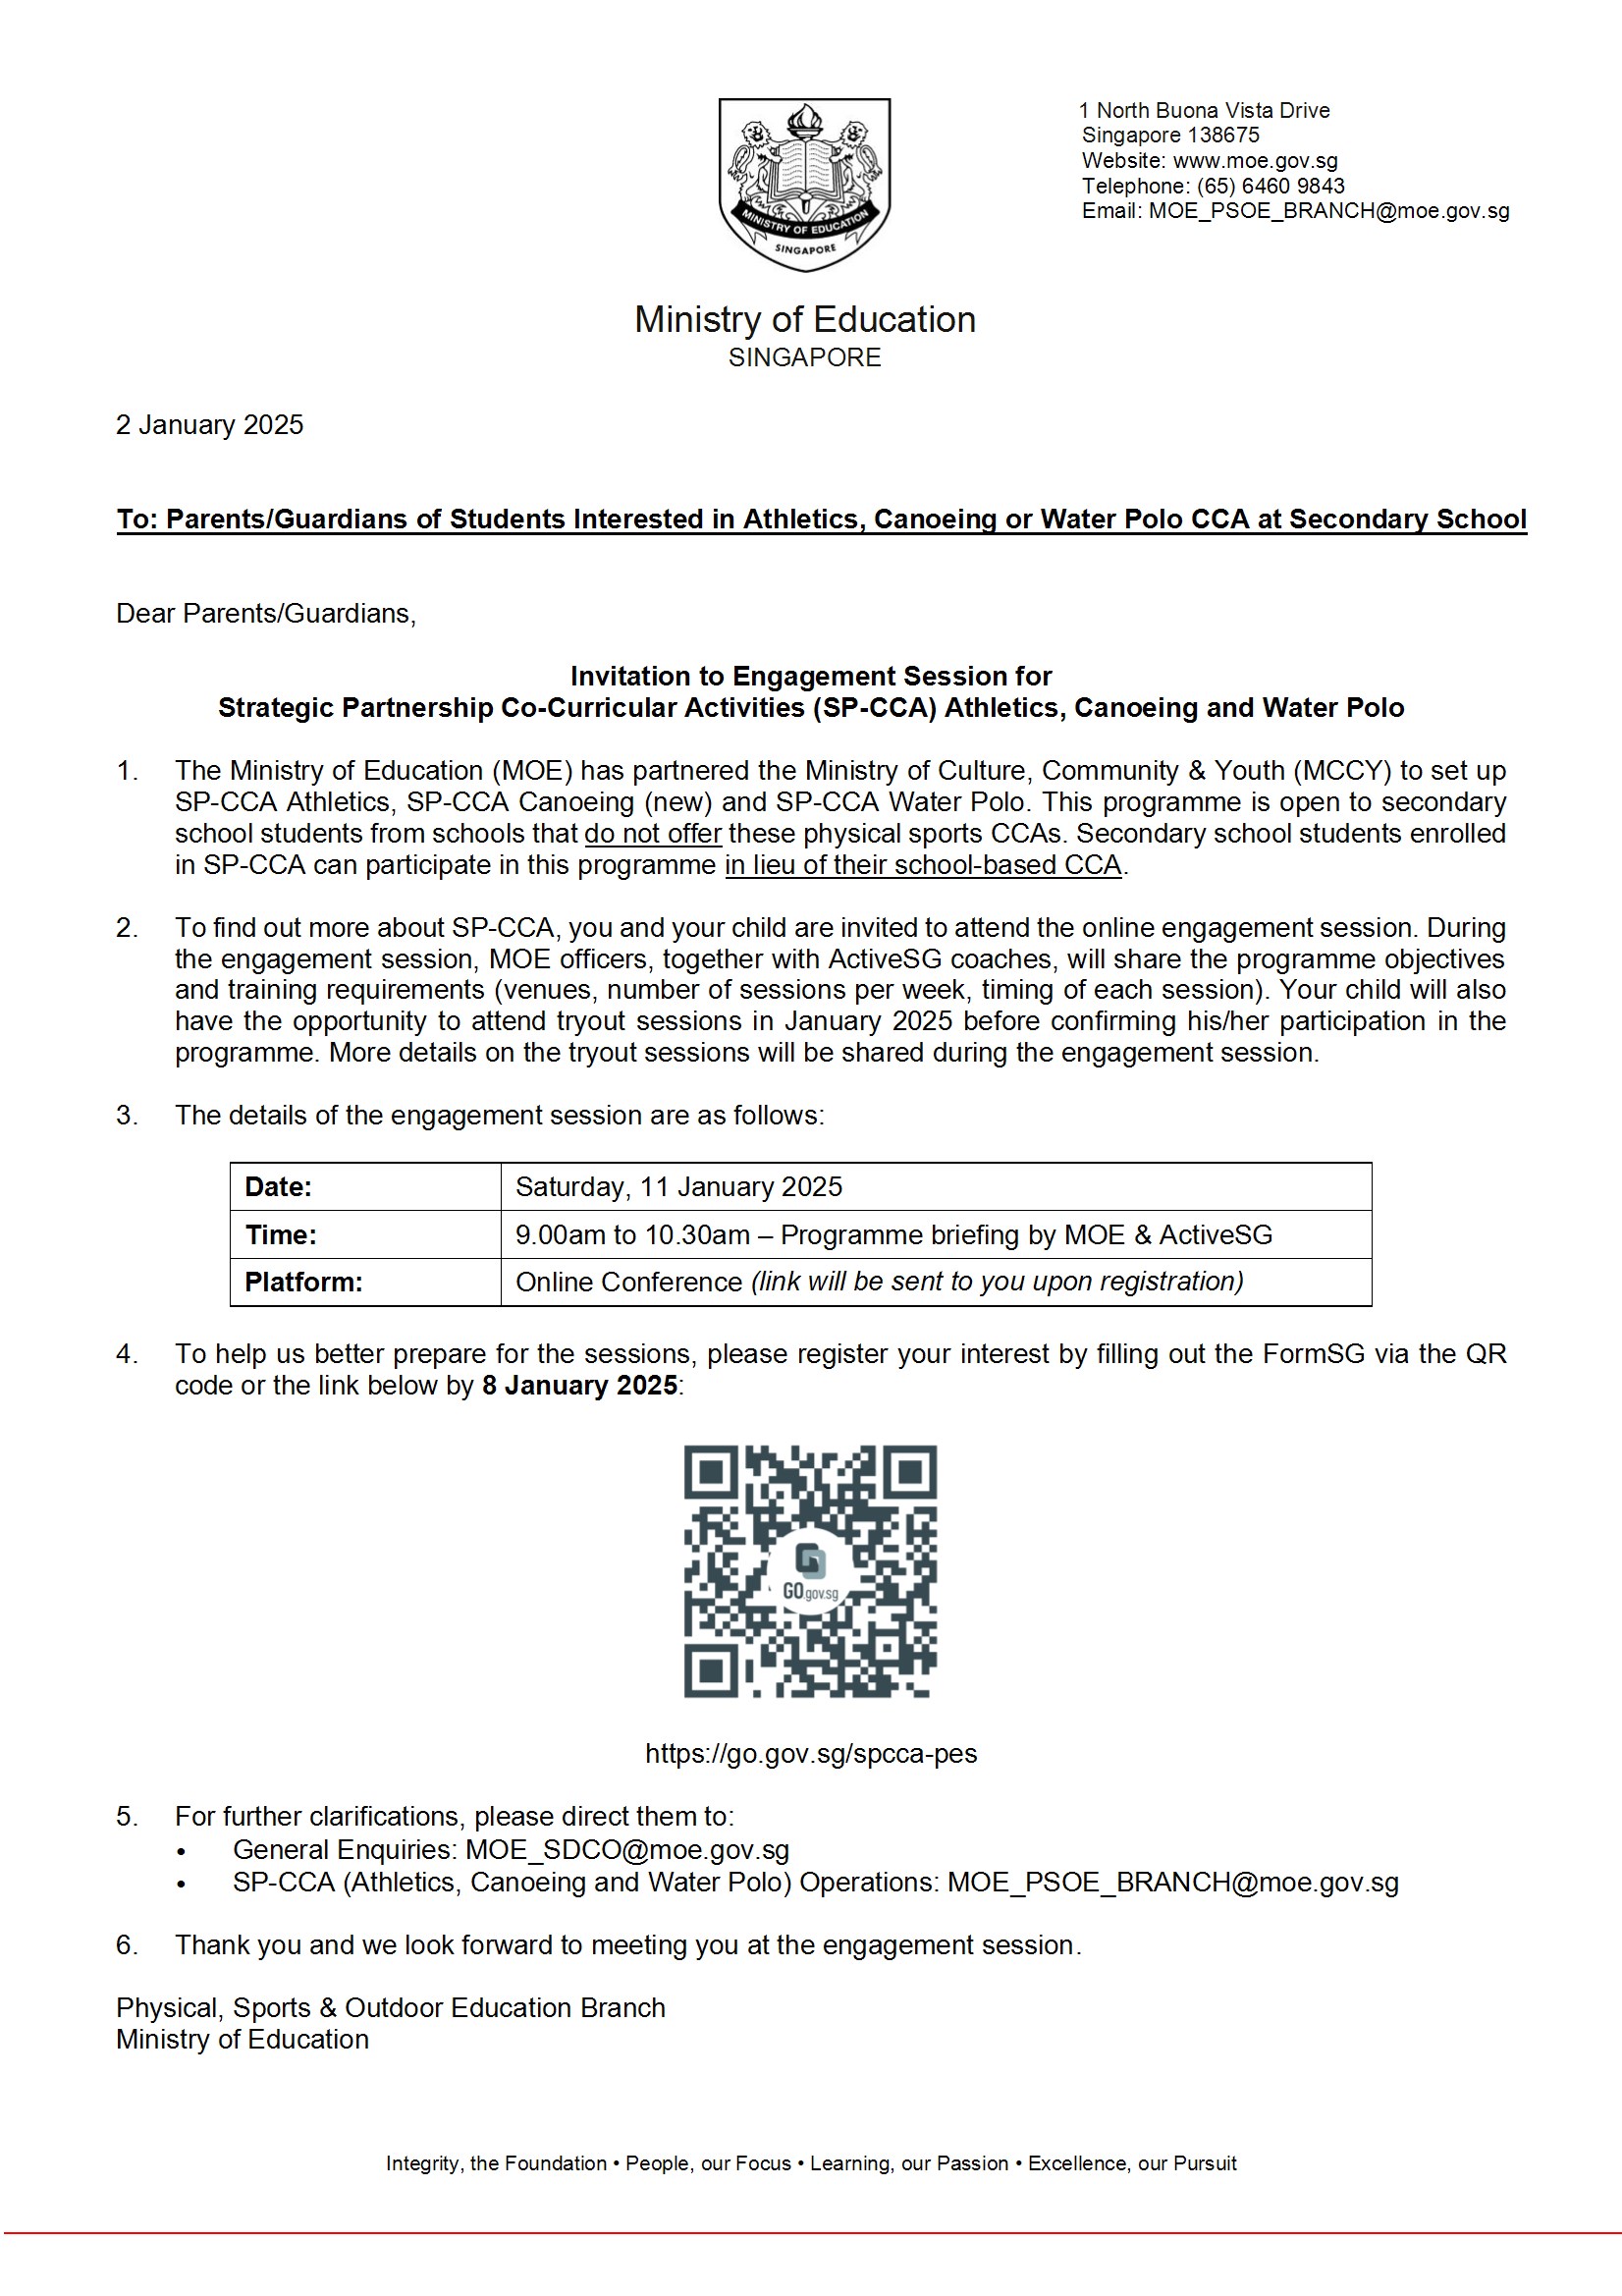 1 North Buona Vista Drive
Singapore 138675
Website: www.moe.gov.sg
Telephone: (65) 6460 9843
Email: MOE_PSOE_BRANCH@moe.gov.sg
MINISTRY OF EDUCATION
SINGAPORE
Ministry of Education
SINGAPORE
2 January 2025
To: Parents/Guardians of Students Interested in Athletics, Canoeing or Water Polo CCA at Secondary School
Dear Parents/Guardians,
Invitation to Engagement Session for
Strategic Partnership Co-Curricular Activities (SP-CCA) Athletics, Canoeing and Water Polo
1. The Ministry of Education (MOE) has partnered the Ministry of Culture, Community & Youth (MCCY) to set up
SP-CCA Athletics, SP-CCA Canoeing (new) and SP-CCA Water Polo. This programme is open to secondary
school students from schools that do not offer these physical sports CCAs. Secondary school students enrolled
in SP-CCA can participate in this programme in lieu of their school-based CCA.
2. To find out more about SP-CCA, you and your child are invited to attend the online engagement session. During
the engagement session, MOE officers, together with ActiveSG coaches, will share the programme objectives
and training requirements (venues, number of sessions per week, timing of each session). Your child will also
have the opportunity to attend tryout sessions in January 2025 before confirming his/her participation in the
programme. More details on the tryout sessions will be shared during the engagement session.
3. The details of the engagement session are as follows:
Date: Saturday, 11 January 2025
Time: 9.00am to 10.30am – Programme briefing by MOE & ActiveSG
Platform: Online Conference (link will be sent to you upon registration)
4. To help us better prepare for the sessions, please register your interest by filling out the FormSG via the QR
code or the link below by 8 January 2025:
GO.gov.sg
https://go.gov.sg/spcca-pes
5. For further clarifications, please direct them to:
• General Enquiries: MOE_SDCO@moe.gov.sg
• SP-CCA (Athletics, Canoeing and Water Polo) Operations: MOE_PSOE_BRANCH@moe.gov.sg
6. Thank you and we look forward to meeting you at the engagement session.
Physical, Sports & Outdoor Education Branch
Ministry of Education
Integrity, the Foundation • People, our Focus • Learning, our Passion • Excellence, our Pursuit